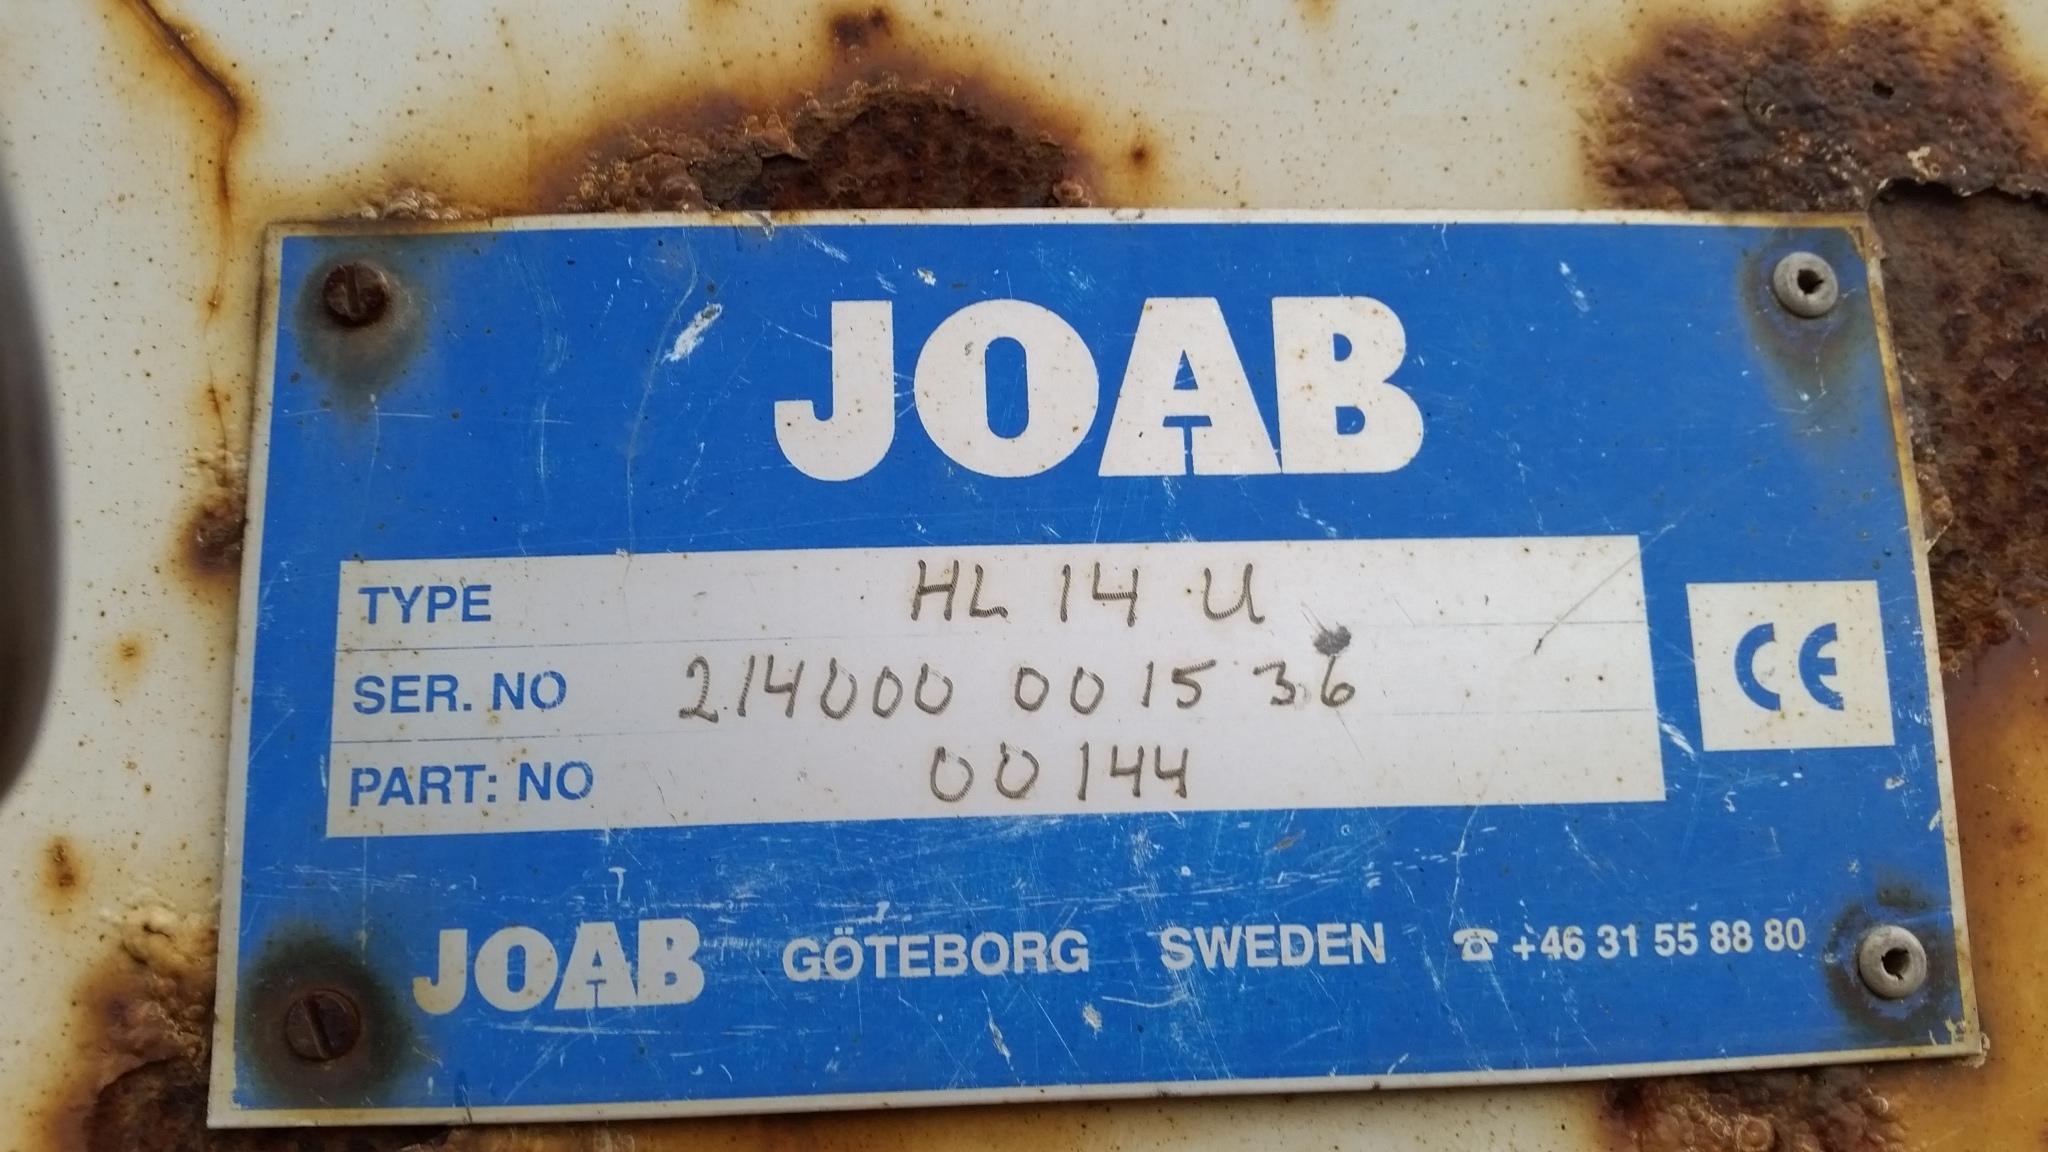 JOAB
TYPE HL 14 U
SER. NO 214000 0015 36
PART: NO 00144
CE
JOAB GÖTEBORG SWEDEN ☎ +46 31 55 88 80